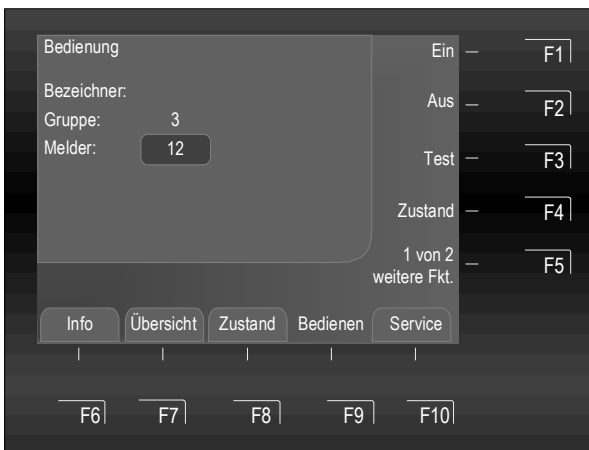 Bedienung
Ein
F1
Bezeichner:
Aus
F2
Gruppe: 3
Melder: 12
Test
F3
Zustand
F4
1 von 2
weitere Fkt.
F5
Info Übersicht Zustand Bedienen Service
F6 F7 F8 F9 F10